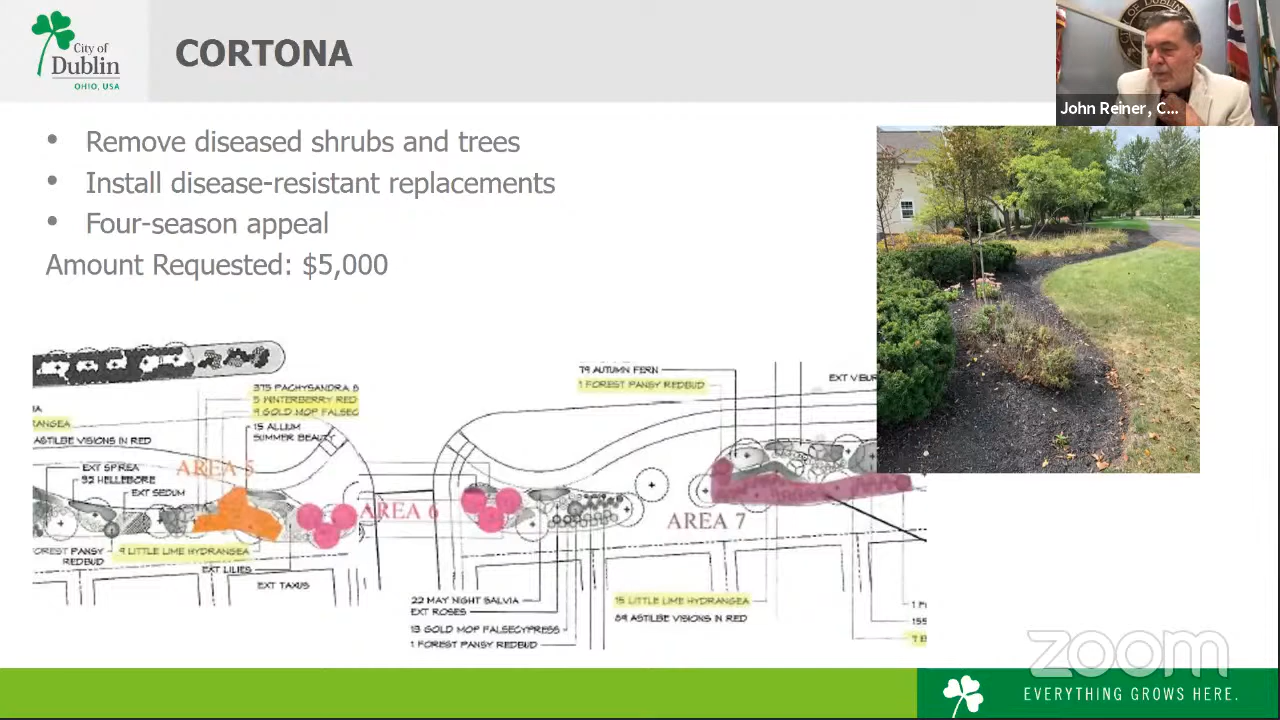 City of
Dublin
OHIO, USA
CORTONA
John Reiner, C...
• Remove diseased shrubs and trees
• Install disease-resistant replacements
• Four-season appeal
Amount Requested: $5,000
375 PACHYSANDRA
5 WINTERBERRY RED
9 GOLD MOP FALSEC
15 ALLIUM
SUMMER BEAUTY
ASTILBE VISIONS IN RED
EXT SPIREA
32 HELLEBORE
EXT SEDUM
AREA 5
FOREST PANSY
REDBUD
9 LITTLE LIME HYDRANGEA
EXT LILIES
EXT TAXUS
AREA 6
79 AUTUMN FERN
1 FOREST PANSY REDBUD
EXT VIBUR
AREA 7
22 MAY NIGHT SALVIA
EXT ROSES
13 GOLD MOP FALSECYPRESS
1 FOREST PANSY REDBUD
15 LITTLE LIME HYDRANGEA
89 ASTILBE VISIONS IN RED
155
zoom
EVERYTHING GROWS HERE.